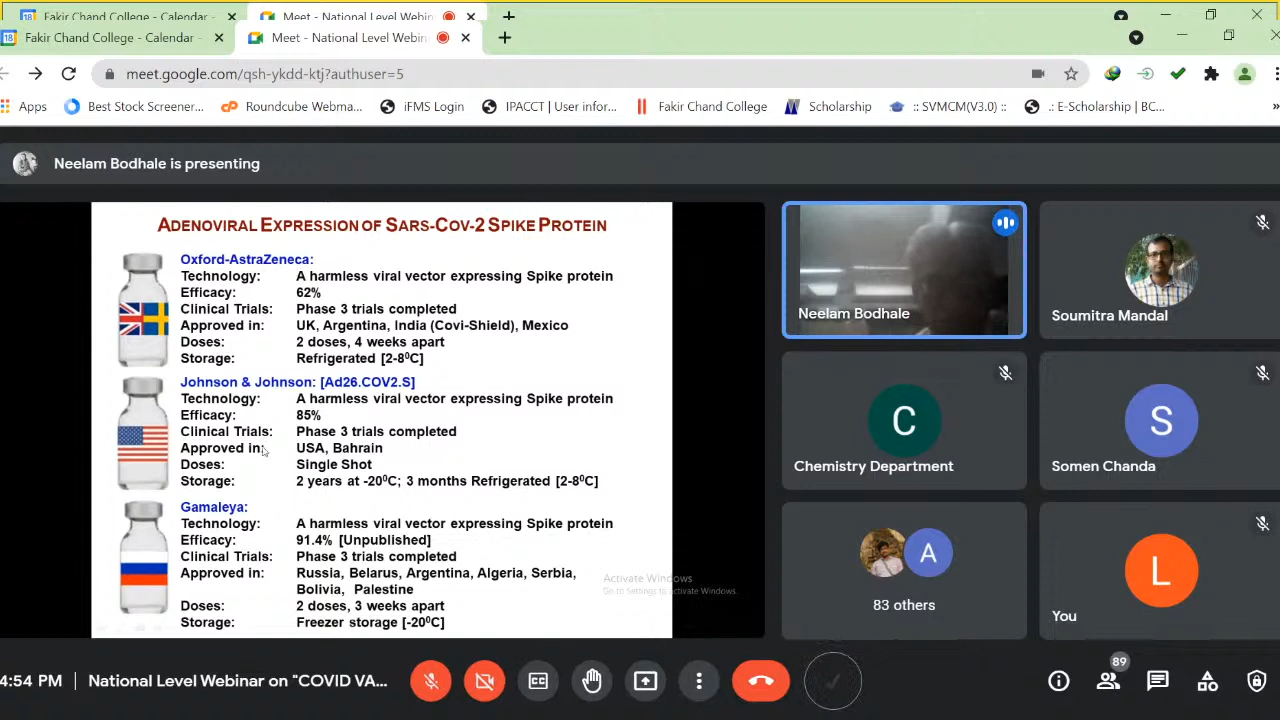 18 Fakir Chand College - Calendar - Meet - National Level Webin
18 Fakir Chand College - Calendar - Meet - National Level Webin
meet.google.com/qsh-ykdd-ktj?authuser=5
Apps Best Stock Screener... Roundcube Webma... iFMS Login IPACCT | User infor... Fakir Chand College Scholarship :: SVMCM(V3.0) :: .: E-Scholarship | BC... »
Neelam Bodhale is presenting
ADENOVIRAL EXPRESSION OF SARS-COV-2 SPIKE PROTEIN
Oxford-AstraZeneca:
Technology: A harmless viral vector expressing Spike protein
Efficacy: 62%
Clinical Trials: Phase 3 trials completed
Approved in: UK, Argentina, India (Covi-Shield), Mexico
Doses: 2 doses, 4 weeks apart
Storage: Refrigerated [2-8⁰C]
Johnson & Johnson: [Ad26.COV2.S]
Technology: A harmless viral vector expressing Spike protein
Efficacy: 85%
Clinical Trials: Phase 3 trials completed
Approved in: USA, Bahrain
Doses: Single Shot
Storage: 2 years at -20⁰C; 3 months Refrigerated [2-8⁰C]
Gamaleya:
Technology: A harmless viral vector expressing Spike protein
Efficacy: 91.4% [Unpublished]
Clinical Trials: Phase 3 trials completed
Approved in: Russia, Belarus, Argentina, Algeria, Serbia,
Bolivia, Palestine
Doses: 2 doses, 3 weeks apart
Storage: Freezer storage [-20⁰C]
Activate Windows
Go to Settings to activate Windows.
Neelam Bodhale
Soumitra Mandal
C
Chemistry Department
S
Somen Chanda
A
83 others
L
You
4:54 PM | National Level Webinar on "COVID VA...
CC
89